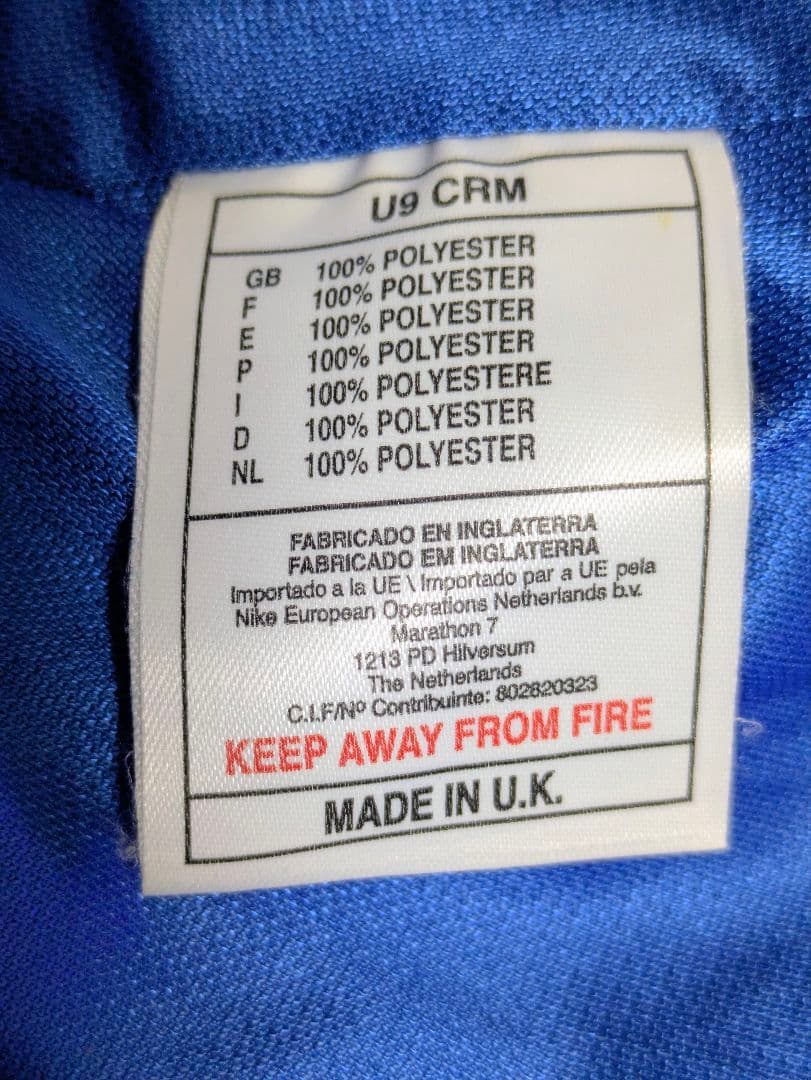 U9 CRM
GB 100% POLYESTER
F 100% POLYESTER
E 100% POLYESTER
P 100% POLYESTER
I 100% POLYESTERE
D 100% POLYESTER
NL 100% POLYESTER
FABRICADO EN INGLATERRA
FABRICADO EM INGLATERRA
Importado a la UE \ Importado par a UE pela
Nike European Operations Netherlands b.v.
Marathon 7
1213 PD Hilversum
The Netherlands
C.I.F/Nº Contribuinte: 802820323
KEEP AWAY FROM FIRE
MADE IN U.K.